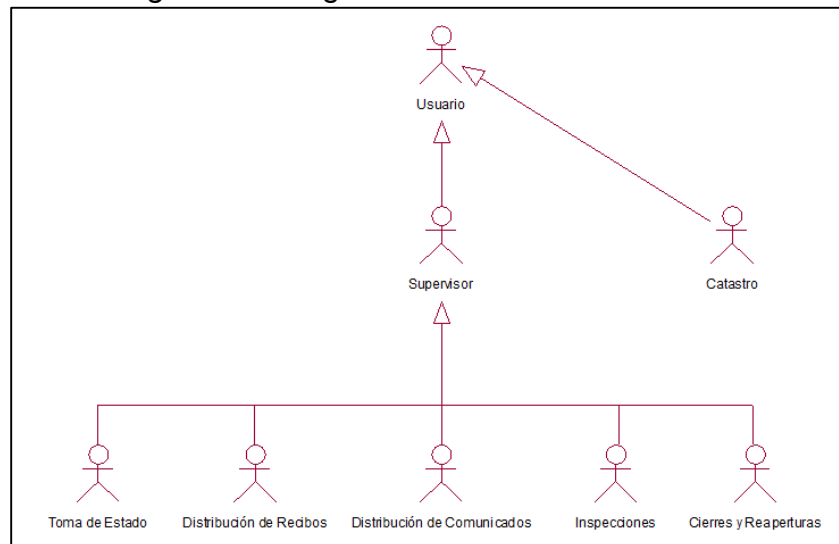 Usuario
Supervisor
Catastro
Toma de Estado
Distribución de Recibos
Distribución de Comunicados
Inspecciones
Cierres y Reaperturas